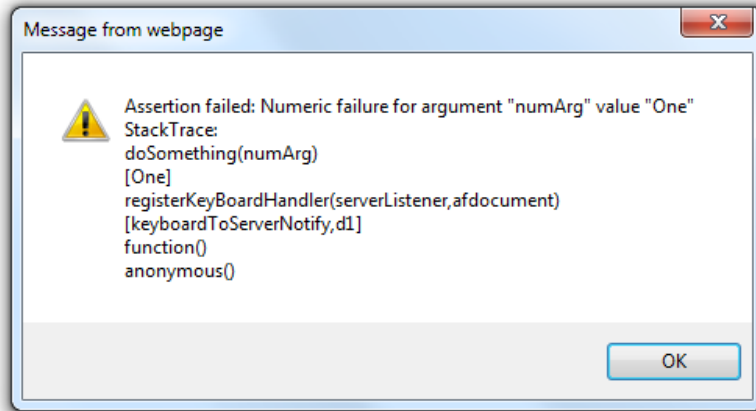 Message from webpage
Assertion failed: Numeric failure for argument "numArg" value "One"
StackTrace:
doSomething(numArg)
[One]
registerKeyBoardHandler(serverListener,afdocument)
[keyboardToServerNotify,d1]
function()
anonymous()
OK